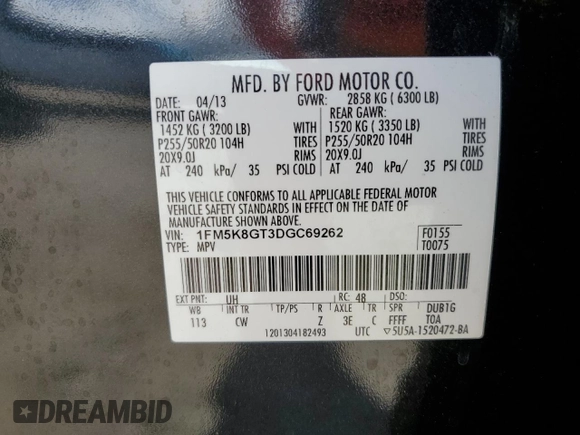 MFD. BY FORD MOTOR CO.
DATE: 04/13 GVWR: 2858 KG ( 6300 LB)
FRONT GAWR: REAR GAWR:
1452 KG ( 3200 LB) WITH 1520 KG ( 3350 LB) WITH
P255/50R20 104H TIRES P255/50R20 104H TIRES
20X9.0J RIMS 20X9.0J RIMS
AT 240 kPa/ 35 PSI COLD AT 240 kPa/ 35 PSI COLD
THIS VEHICLE CONFORMS TO ALL APPLICABLE FEDERAL MOTOR
VEHICLE SAFETY STANDARDS IN EFFECT ON THE DATE OF
MANUFACTURE SHOWN ABOVE.
VIN: 1FM5K8GT3DGC69262 F0155
TYPE: MPV T0075
EXT PNT: UH RC: 48 DSO:
WB INT TR TP/PS R AXLE TR SPR DUB1G
113 CW Z 3E C FFFF TOA
1201304182493 UTC ▽5U5A-1520472-BA
DREAMBID